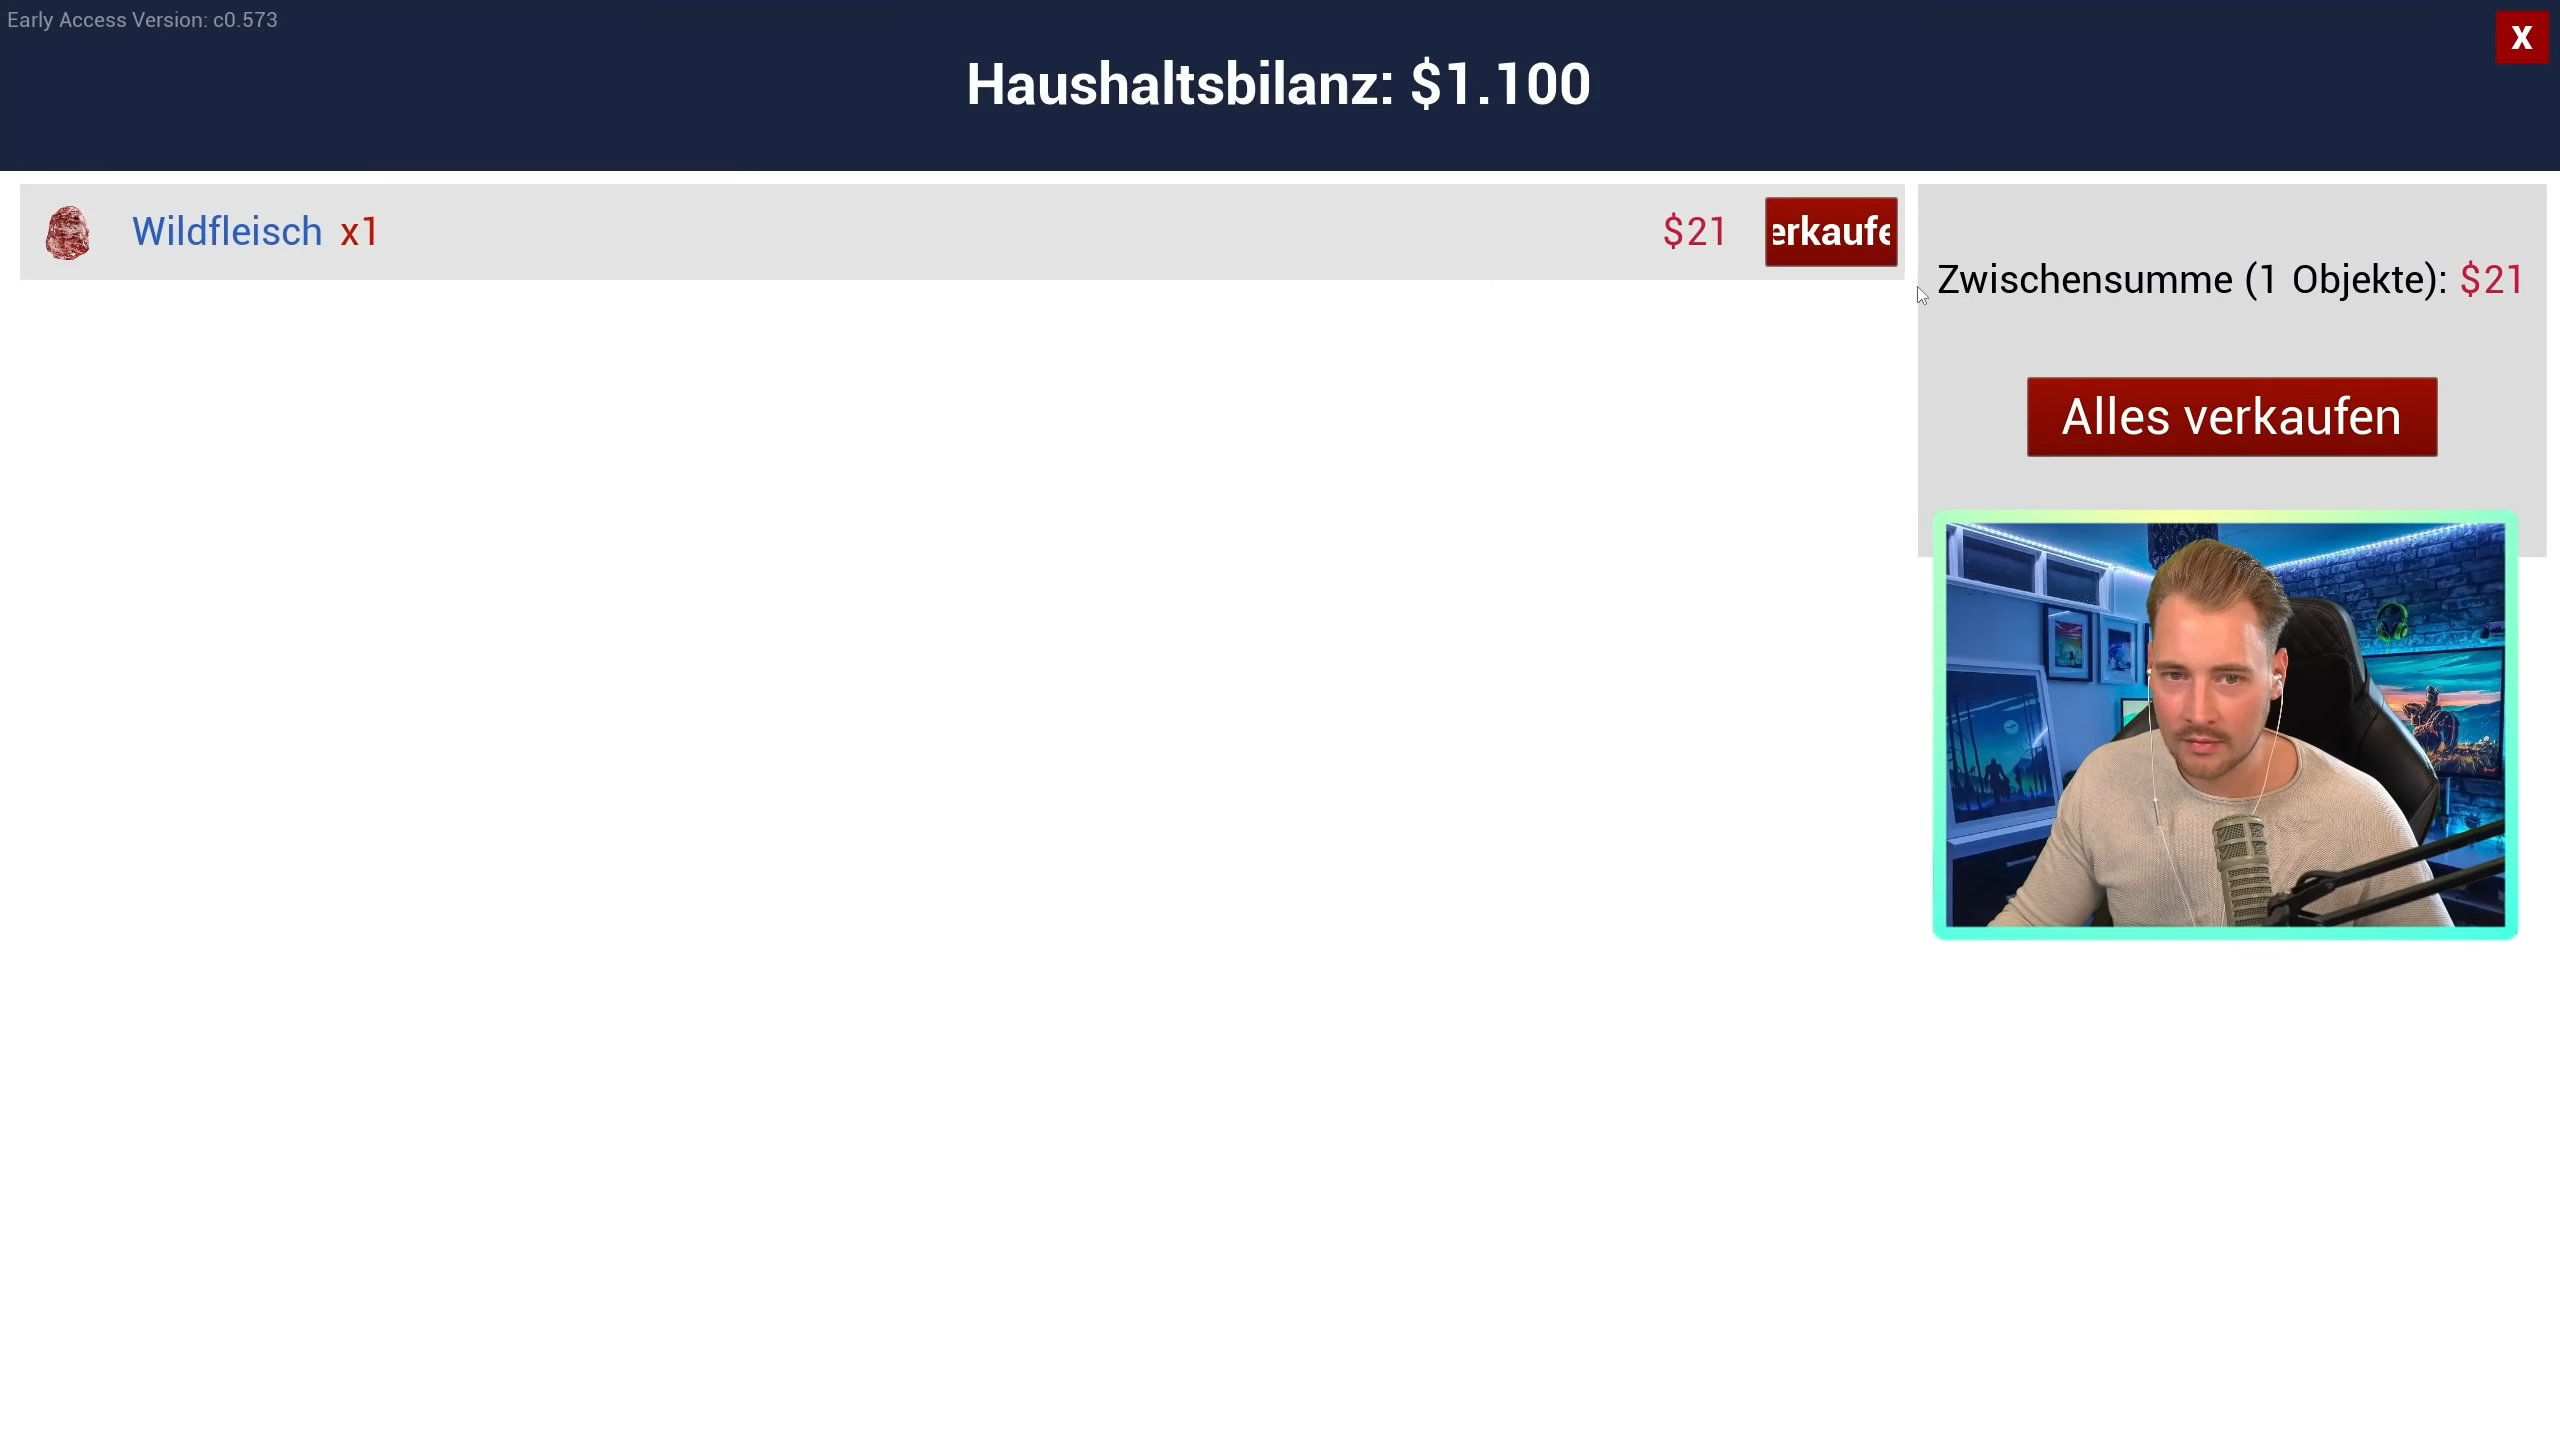 Early Access Version: c0.573
X
Haushaltsbilanz: $1.100
Wildfleisch x1 $21 erkaufe
Zwischensumme (1 Objekte): $21
Alles verkaufen